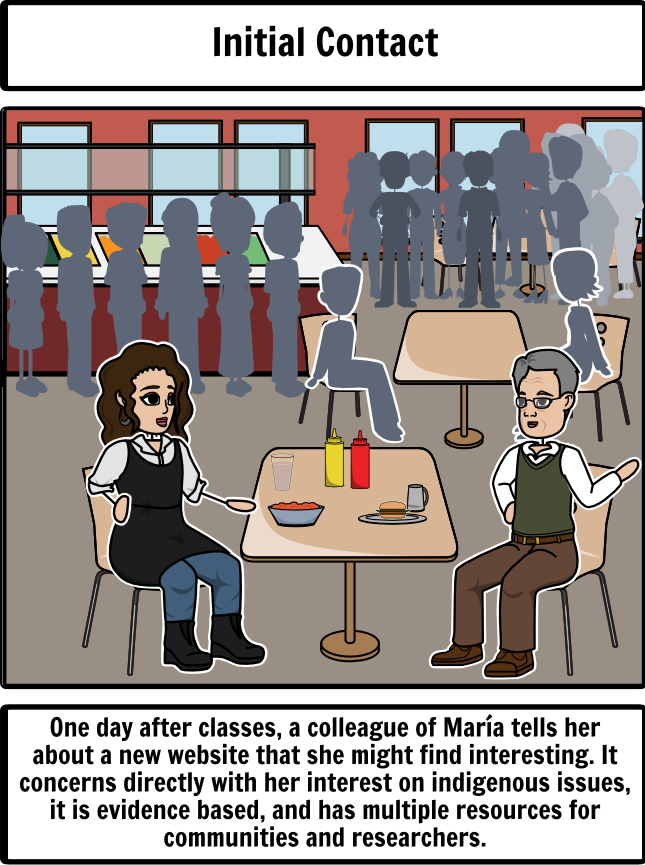 Initial Contact
One day after classes, a colleague of María tells her
about a new website that she might find interesting. It
concerns directly with her interest on indigenous issues,
it is evidence based, and has multiple resources for
communities and researchers.